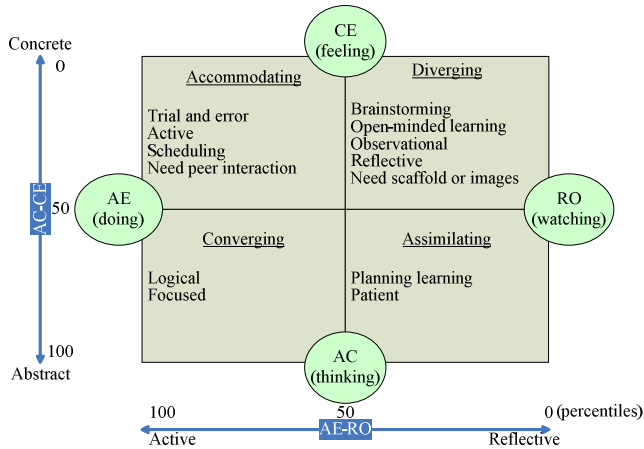 Concrete
0
CE
(feeling)
Accommodating
Diverging
Trial and error
Active
Scheduling
Need peer interaction
Brainstorming
Open-minded learning
Observational
Reflective
Need scaffold or images
AC-CE
50
AE
(doing)
RO
(watching)
Converging
Assimilating
Logical
Focused
Planning learning
Patient
100
Abstract
AC
(thinking)
100
50
0 (percentiles)
Active
AE-RO
Reflective